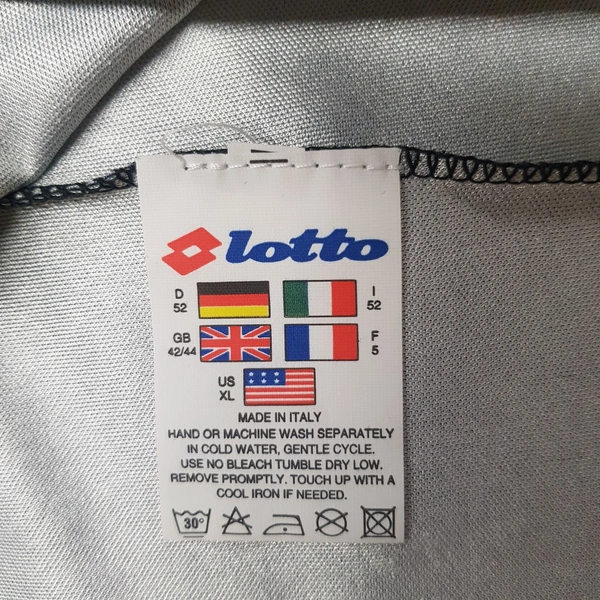 lotto
D 52 I 52
GB 42/44 F 5
US XL
MADE IN ITALY
HAND OR MACHINE WASH SEPARATELY
IN COLD WATER, GENTLE CYCLE.
USE NO BLEACH TUMBLE DRY LOW.
REMOVE PROMPTLY. TOUCH UP WITH A
COOL IRON IF NEEDED.
30°